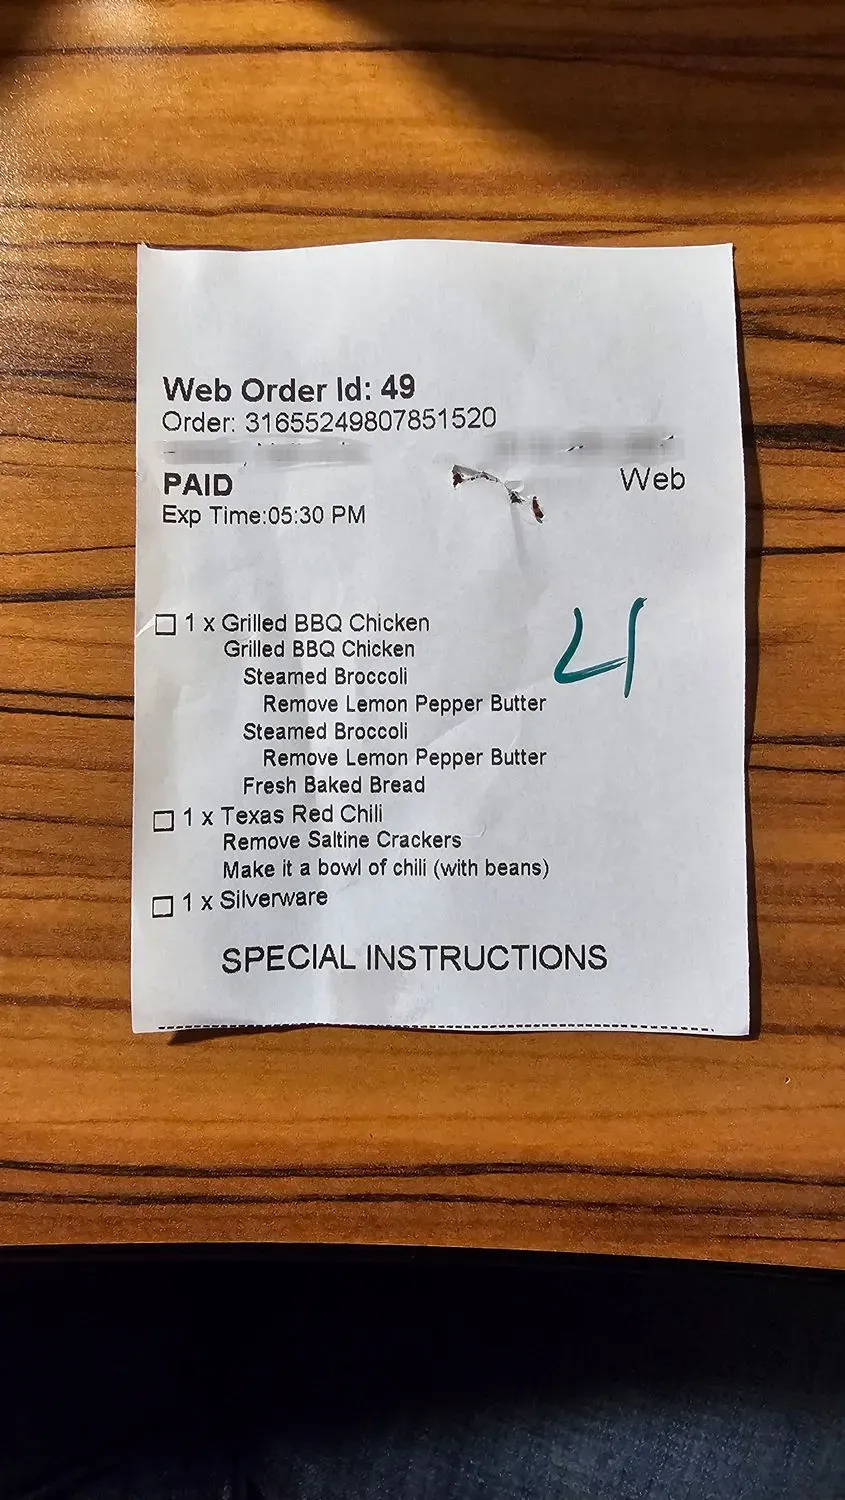 Web Order Id: 49
Order: 31655249807851520
PAID
Web
Exp Time:05:30 PM
1 x Grilled BBQ Chicken
Grilled BBQ Chicken
Steamed Broccoli
Remove Lemon Pepper Butter
Steamed Broccoli
Remove Lemon Pepper Butter
Fresh Baked Bread
4
1 x Texas Red Chili
Remove Saltine Crackers
Make it a bowl of chili (with beans)
1 x Silverware
SPECIAL INSTRUCTIONS